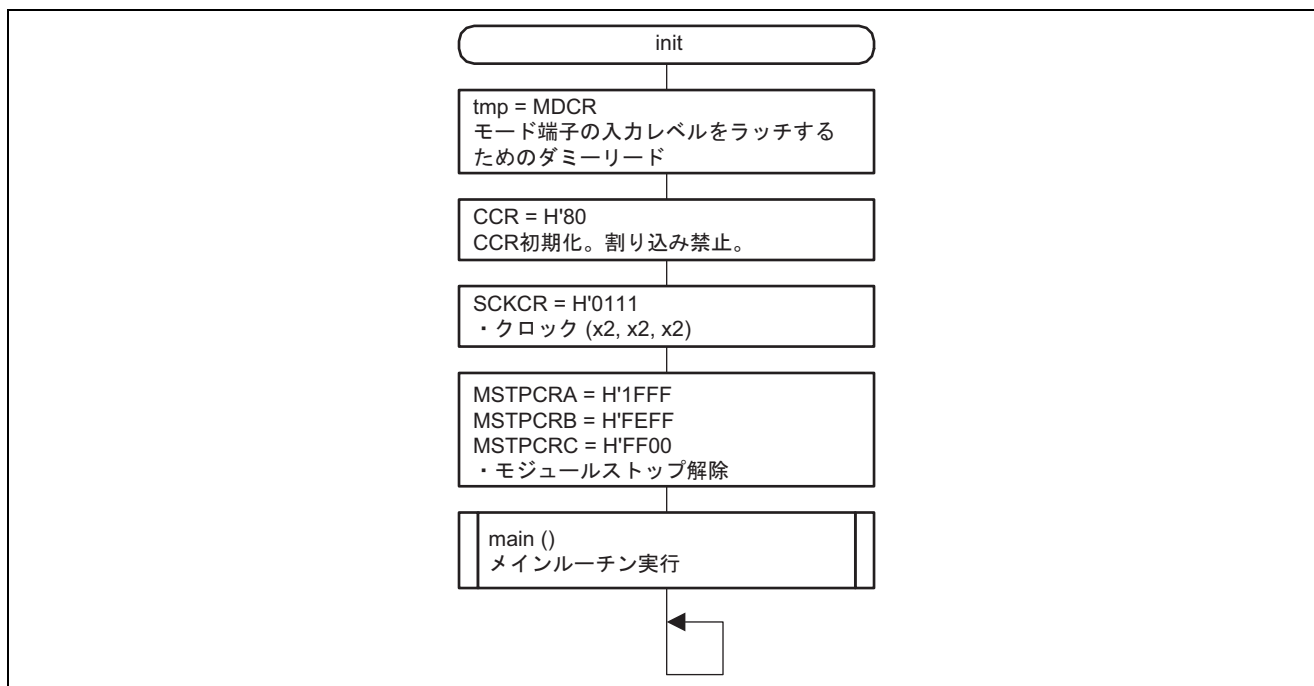 init
tmp = MDCR
モード端子の入力レベルをラッチする
ためのダミーリード
CCR = H'80
CCR初期化。割り込み禁止。
SCKCR = H'0111
・クロック (x2, x2, x2)
MSTPCRA = H'1FFF
MSTPCRB = H'FEFF
MSTPCRC = H'FF00
・モジュールストップ解除
main ()
メインルーチン実行